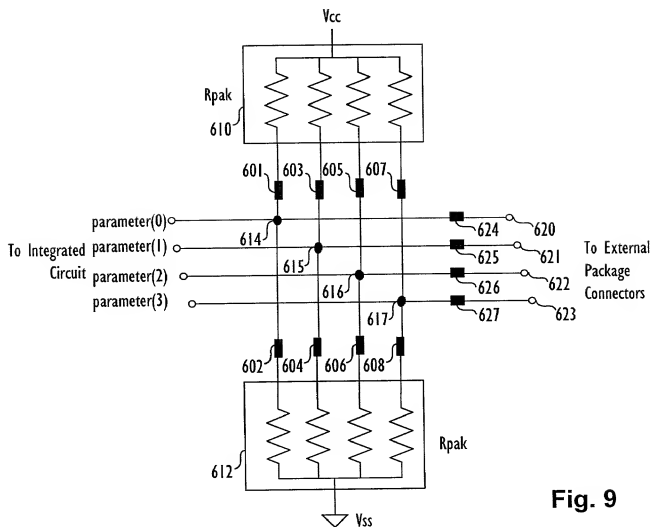 Vcc
Rpak
610
601 603 605 607
parameter(0)
614
624 620
To Integrated
Circuit
parameter(1)
615
625 621
To External
Package
Connectors
parameter(2)
616
626 622
parameter(3)
617
627 623
602 604 606 608
612
Rpak
Vss
Fig. 9